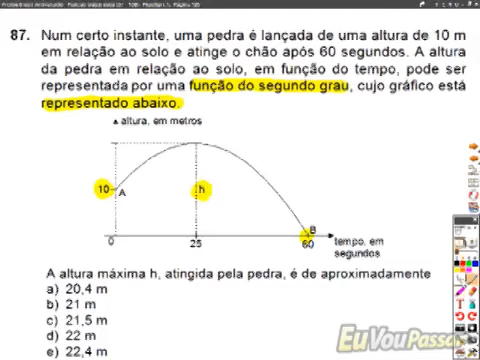 87. Num certo instante, uma pedra é lançada de uma altura de 10 m
em relação ao solo e atinge o chão após 60 segundos. A altura
da pedra em relação ao solo, em função do tempo, pode ser
representada por uma função do segundo grau, cujo gráfico está
representado abaixo.
altura, em metros
10
A
h
B
0
25
60
tempo, em
segundos
A altura máxima h, atingida pela pedra, é de aproximadamente
a) 20,4 m
b) 21 m
c) 21,5 m
d) 22 m
e) 22,4 m
EuVouPassar